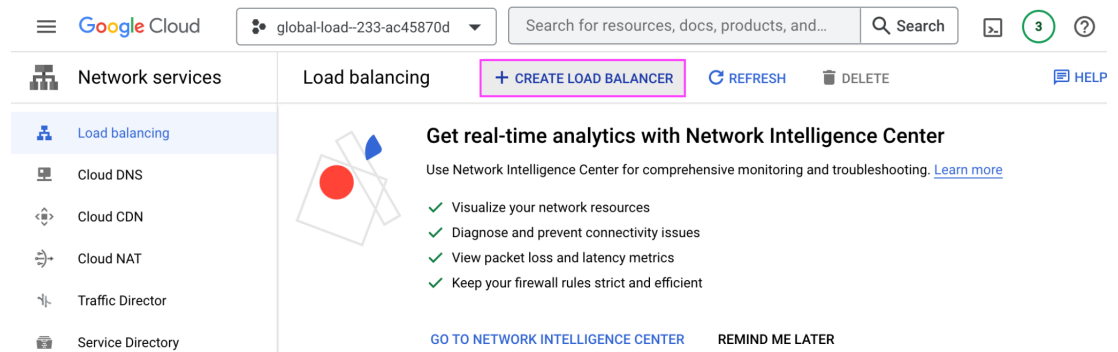 Google Cloud
global-load--233-ac45870d
Search for resources, docs, products, and...
Search
3
Network services
Load balancing
+ CREATE LOAD BALANCER
REFRESH
DELETE
HELP
Load balancing
Cloud DNS
Cloud CDN
Cloud NAT
Traffic Director
Service Directory
Get real-time analytics with Network Intelligence Center
Use Network Intelligence Center for comprehensive monitoring and troubleshooting. Learn more
Visualize your network resources
Diagnose and prevent connectivity issues
View packet loss and latency metrics
Keep your firewall rules strict and efficient
GO TO NETWORK INTELLIGENCE CENTER
REMIND ME LATER